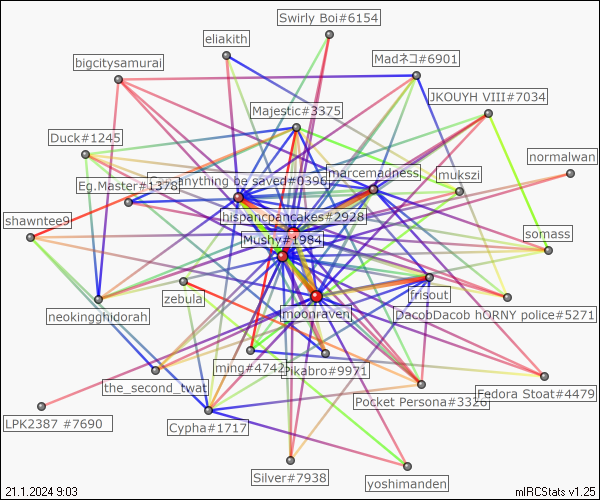 Swirly Boi#6154
eliakith
Madネコ#6901
bigcitysamurai
JKOUYH VIII#7034
Majestic#3375
Duck#1245
normalwan
marcemadness
mukszi
anything be saved#0396
Eg.Master#1378
hispancpancakes#2928
shawntee9
somass
Mushy#1984
frisout
zebula
moonraven
DacobDacob hORNY police#5271
neokingghidorah
ming#4742
ikabro#9971
the_second_twat
Fedora Stoat#4479
Pocket Persona#3326
LPK2387 #7690
Cypha#1717
Silver#7938
yoshimanden
21.1.2024 9:03
mIRCStats v1.25